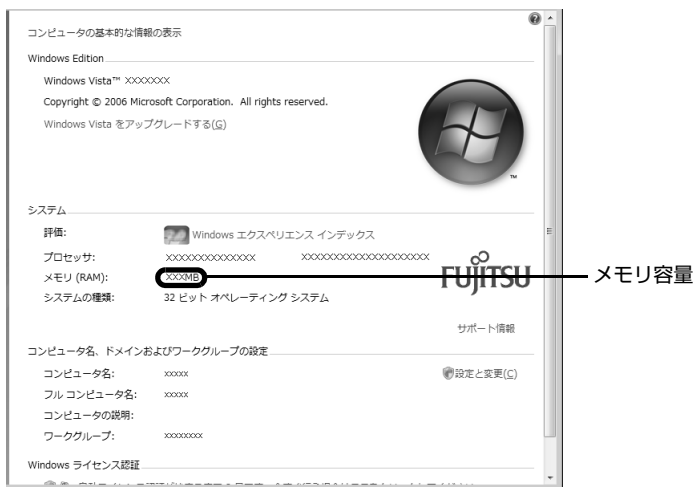 コンピュータの基本的な情報の表示
Windows Edition
Windows Vista™ XXXXXXX
Copyright © 2006 Microsoft Corporation. All rights reserved.
Windows Vista をアップグレードする(G)
TM
システム
評価: Windows エクスペリエンス インデックス
プロセッサ: XXXXXXXXXXXXXX XXXXXXXXXXXXXXXXXXXX
メモリ (RAM): XXXMB
メモリ容量
FUJITSU
システムの種類: 32 ビット オペレーティング システム
サポート情報
コンピュータ名、ドメインおよびワークグループの設定
コンピュータ名: xxxxx
設定と変更(C)
フル コンピュータ名: xxxxx
コンピュータの説明:
ワークグループ: xxxxxxxx
Windows ライセンス認証